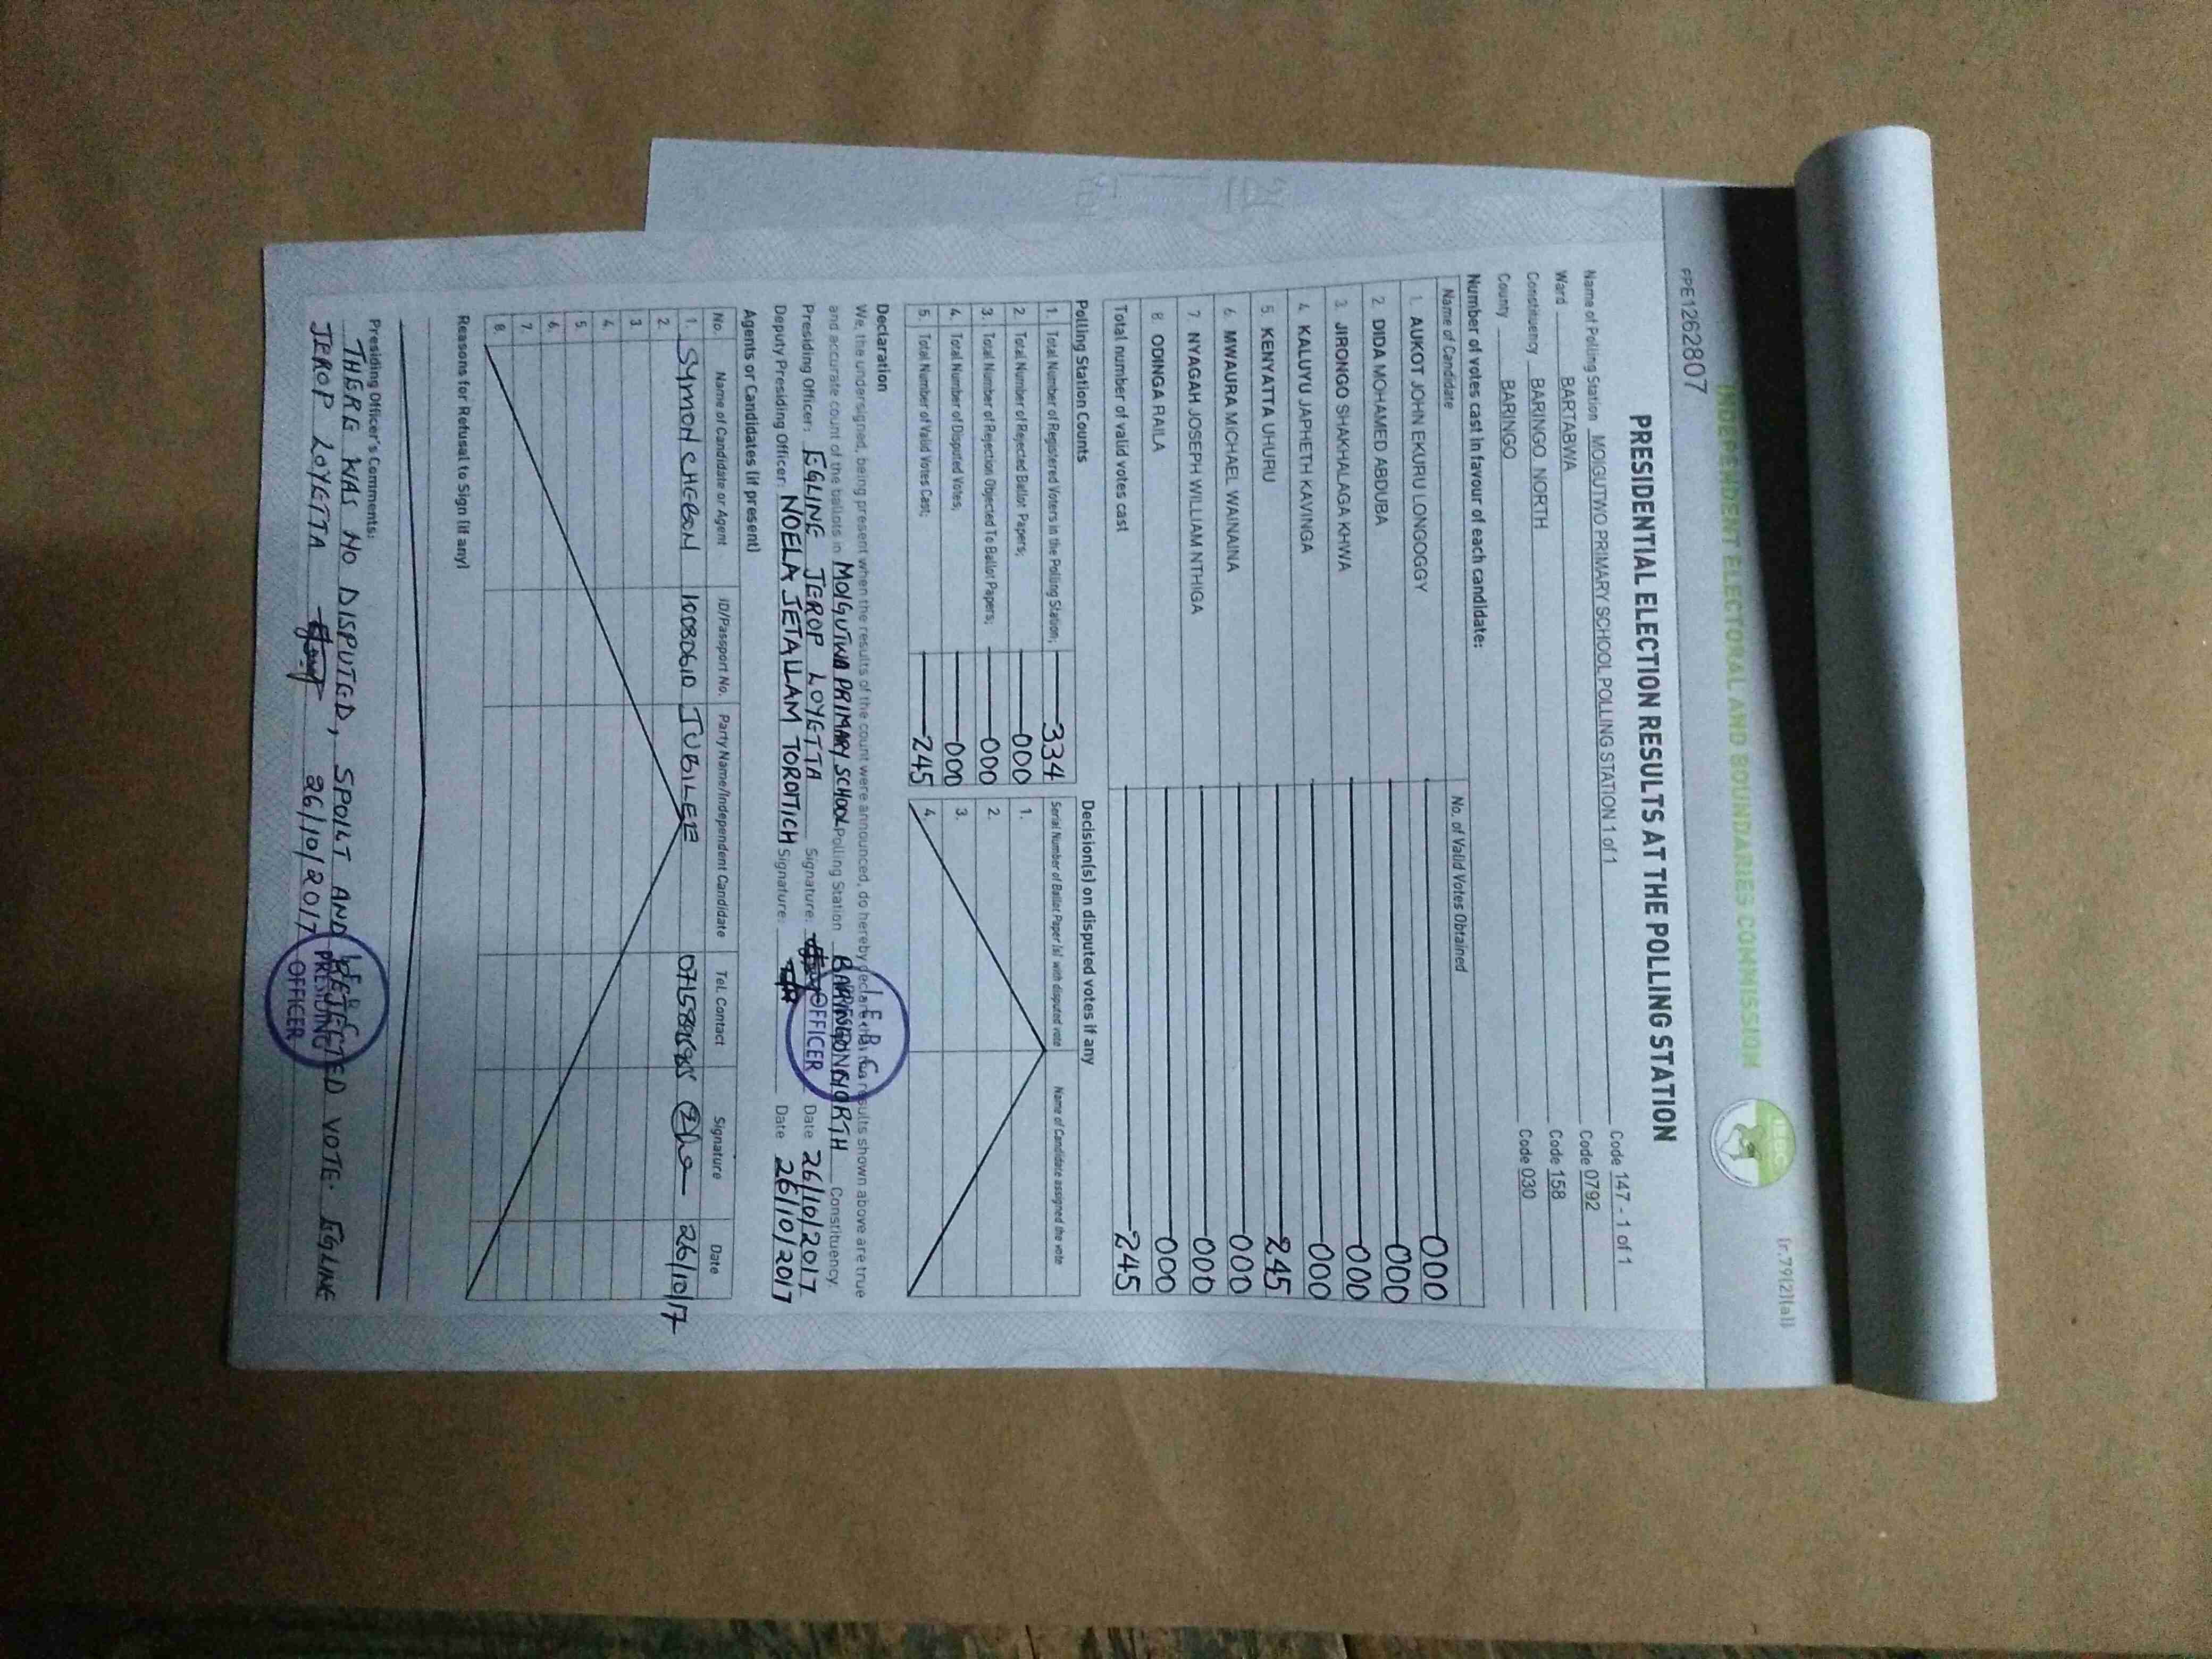 INDEPENDENT ELECTORAL AND BOUNDARIES COMMISSION
IEBC
(r.79(2)(a))
PPE1262807
PRESIDENTIAL ELECTION RESULTS AT THE POLLING STATION
Name of Polling Station MOIGUTWO PRIMARY SCHOOL POLLING STATION 1 of 1 Code 147 - 1 of 1
Ward BARTABWA Code 0792
Constituency BARINGO NORTH Code 158
County BARINGO Code 030
Number of votes cast in favour of each candidate:
Name of Candidate No. of Valid Votes Obtained
1. AUKOT JOHN EKURU LONGOGGY 000
2. DIDA MOHAMED ABDUBA 000
3. JIRONGO SHAKHALAGA KHWA 000
4. KALUYU JAPHETH KAVINGA 000
5. KENYATTA UHURU 245
6. MWAURA MICHAEL WAINAINA 000
7. NYAGAH JOSEPH WILLIAM NTHIGA 000
8. ODINGA RAILA 000
Total number of valid votes cast 245
Polling Station Counts Decision(s) on disputed votes if any
1. Total Number of Registered Voters in the Polling Station; 334 Serial Number of Ballot Paper (s) with disputed vote Name of Candidate assigned the vote
2. Total Number of Rejected Ballot Papers; 000 1.
3. Total Number of Rejection Objected To Ballot Papers; 000 2.
4. Total Number of Disputed Votes; 000 3.
5. Total Number of Valid Votes Cast; 245 4.
Declaration
We, the undersigned, being present when the results of the count were announced, do hereby declare that the results shown above are true
and accurate count of the ballots in MOIGUTWA PRIMARY SCHOOL Polling Station BARINGO NORTH Constituency.
Presiding Officer: EGLINE JEROP LOYETTA Signature: Date 26/10/2017
Deputy Presiding Officer: NOELA JETALLAM TOROITICH Signature: Date 26/10/2017
I E B C
PRESIDING
OFFICER
Agents or Candidates (if present)
No. Name of Candidate or Agent ID/Passport No. Party Name/Independent Candidate Tel. Contact Signature Date
1. SYMON CHEBON 10080610 JUBILEE 26/10/17
2.
3.
4.
5.
6.
7.
8.
Reasons for Refusal to Sign (if any)
Presiding Officer's Comments:
THERE WAS NO DISPUTED, SPOILT AND REJECTED VOTE. EGLINE
JEROP LOYETTA 26/10/2017
I E B C
PRESIDING
OFFICER